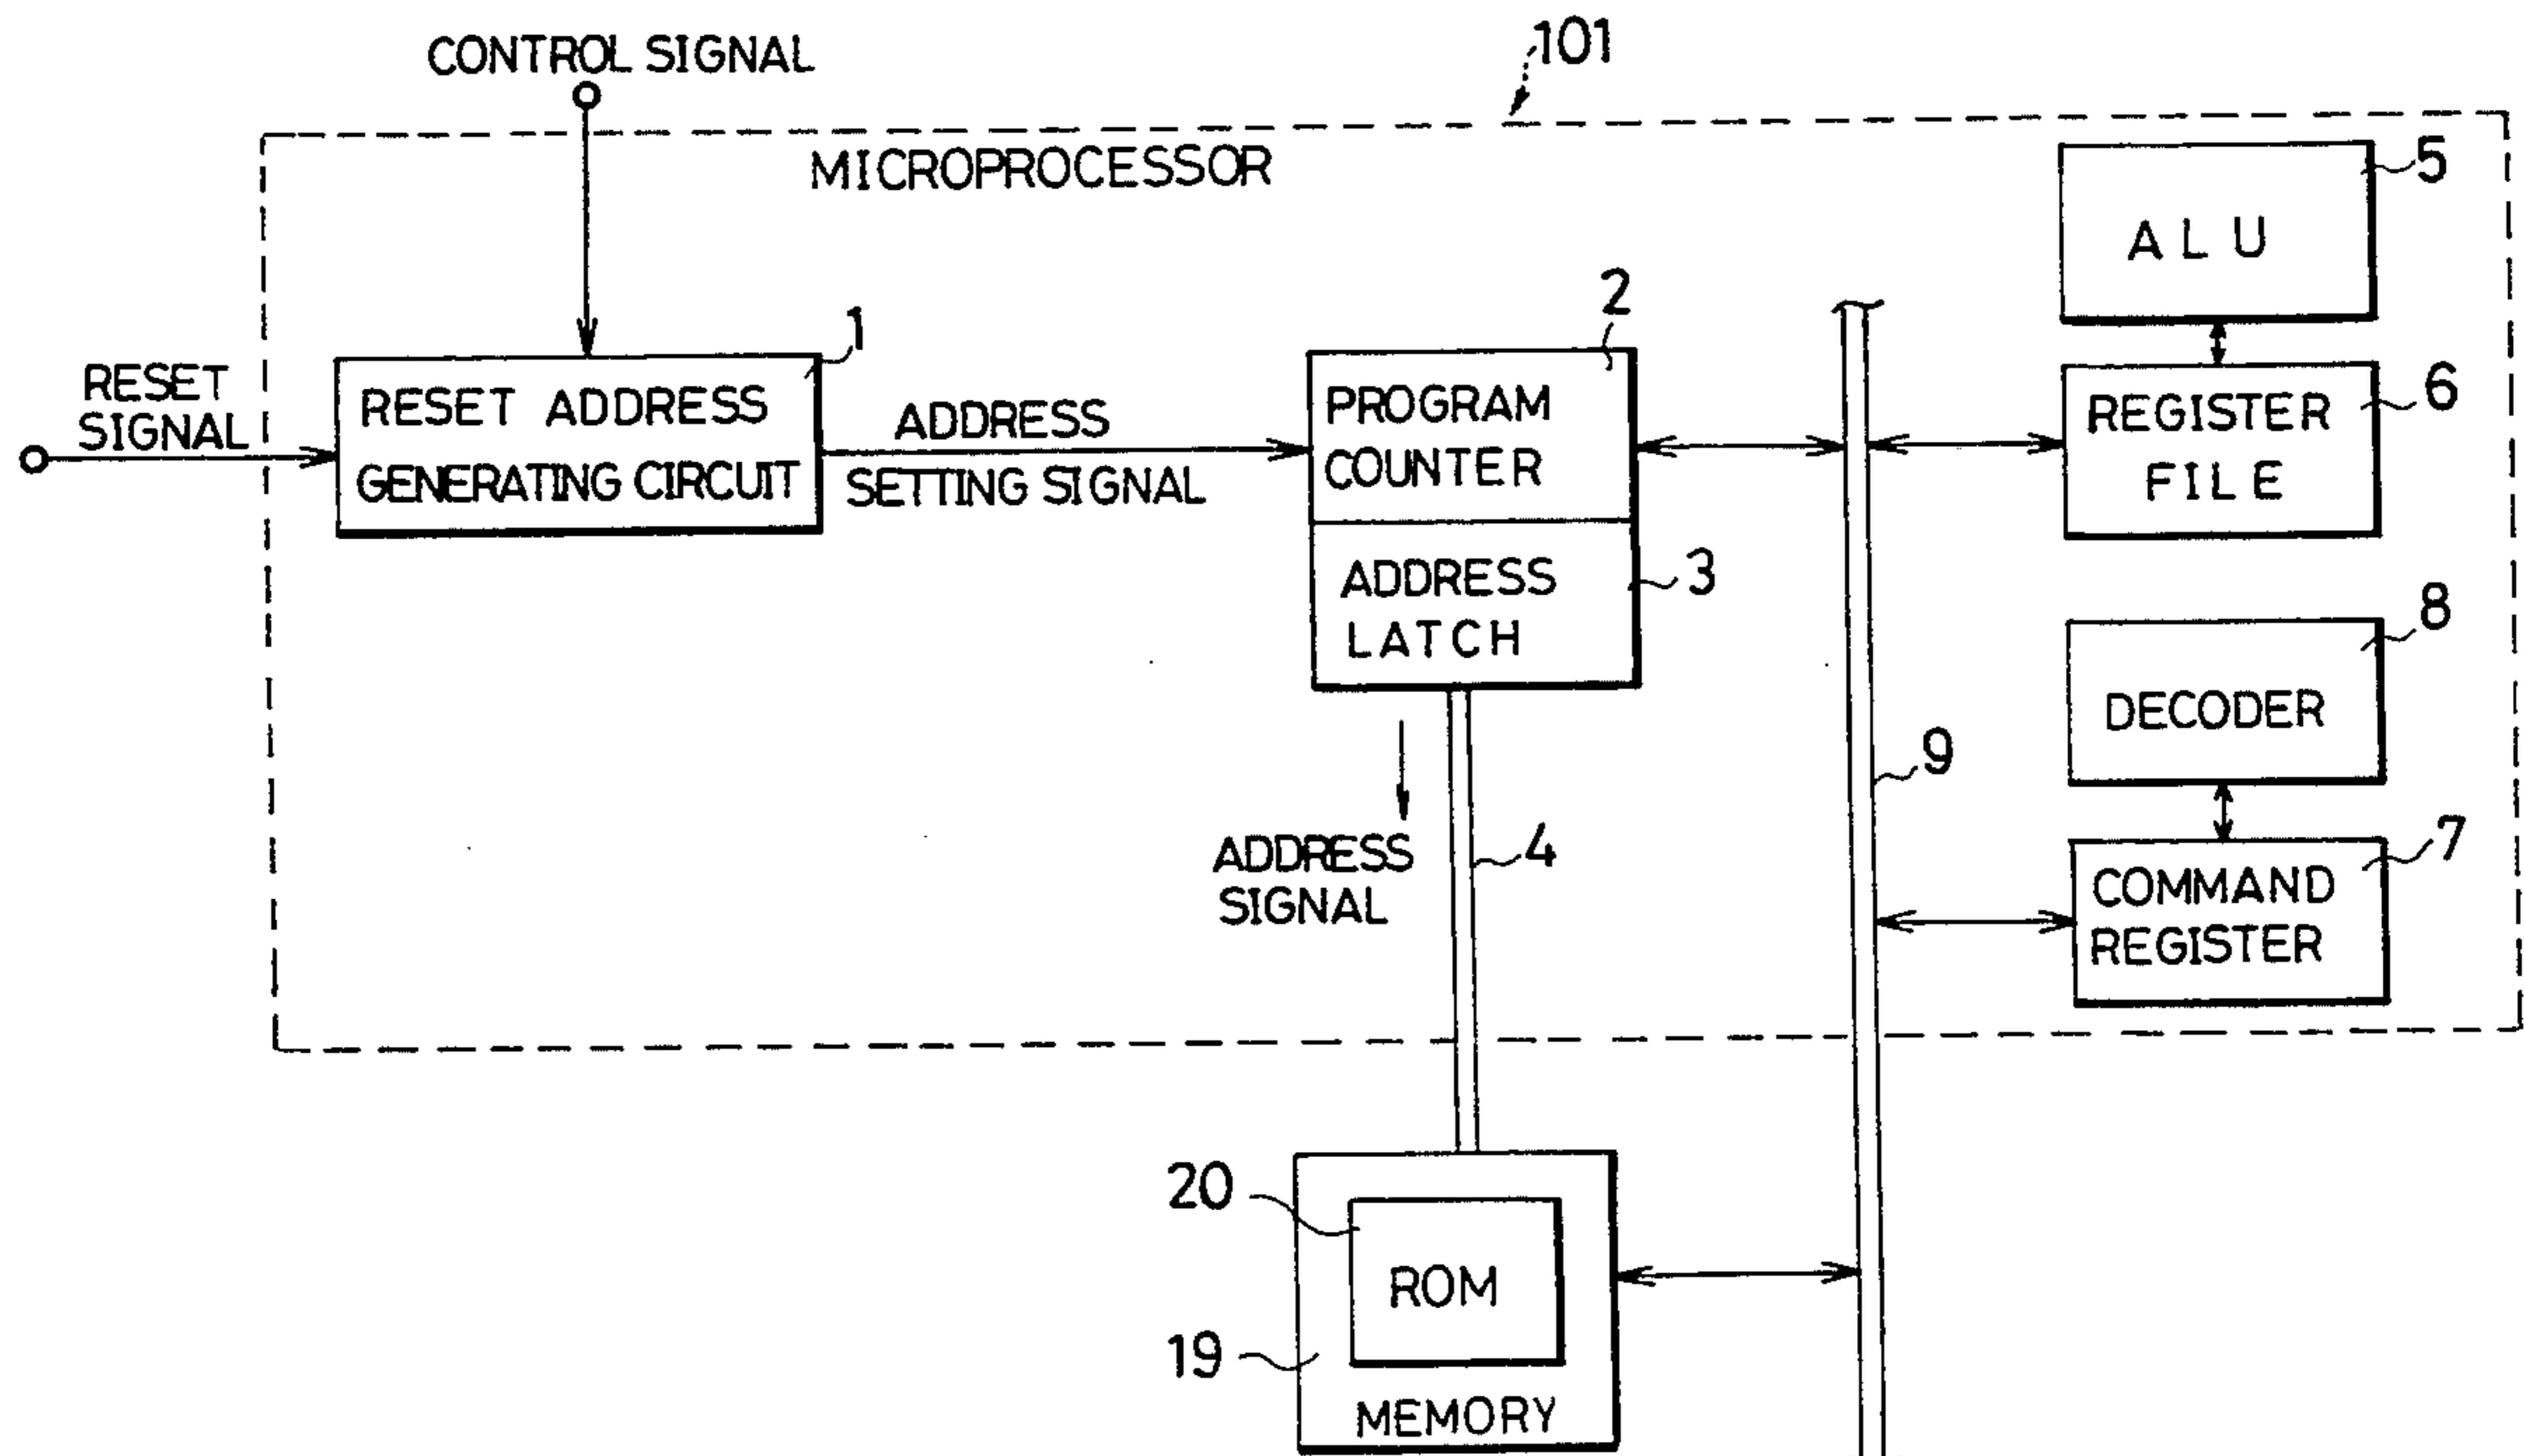 CONTROL SIGNAL
101
MICROPROCESSOR
5
ALU
1
2
RESET
SIGNAL
RESET ADDRESS
GENERATING CIRCUIT
ADDRESS
SETTING SIGNAL
PROGRAM
COUNTER
6
REGISTER
FILE
ADDRESS
LATCH
3
8
DECODER
9
ADDRESS
SIGNAL
4
7
COMMAND
REGISTER
20
ROM
19
MEMORY